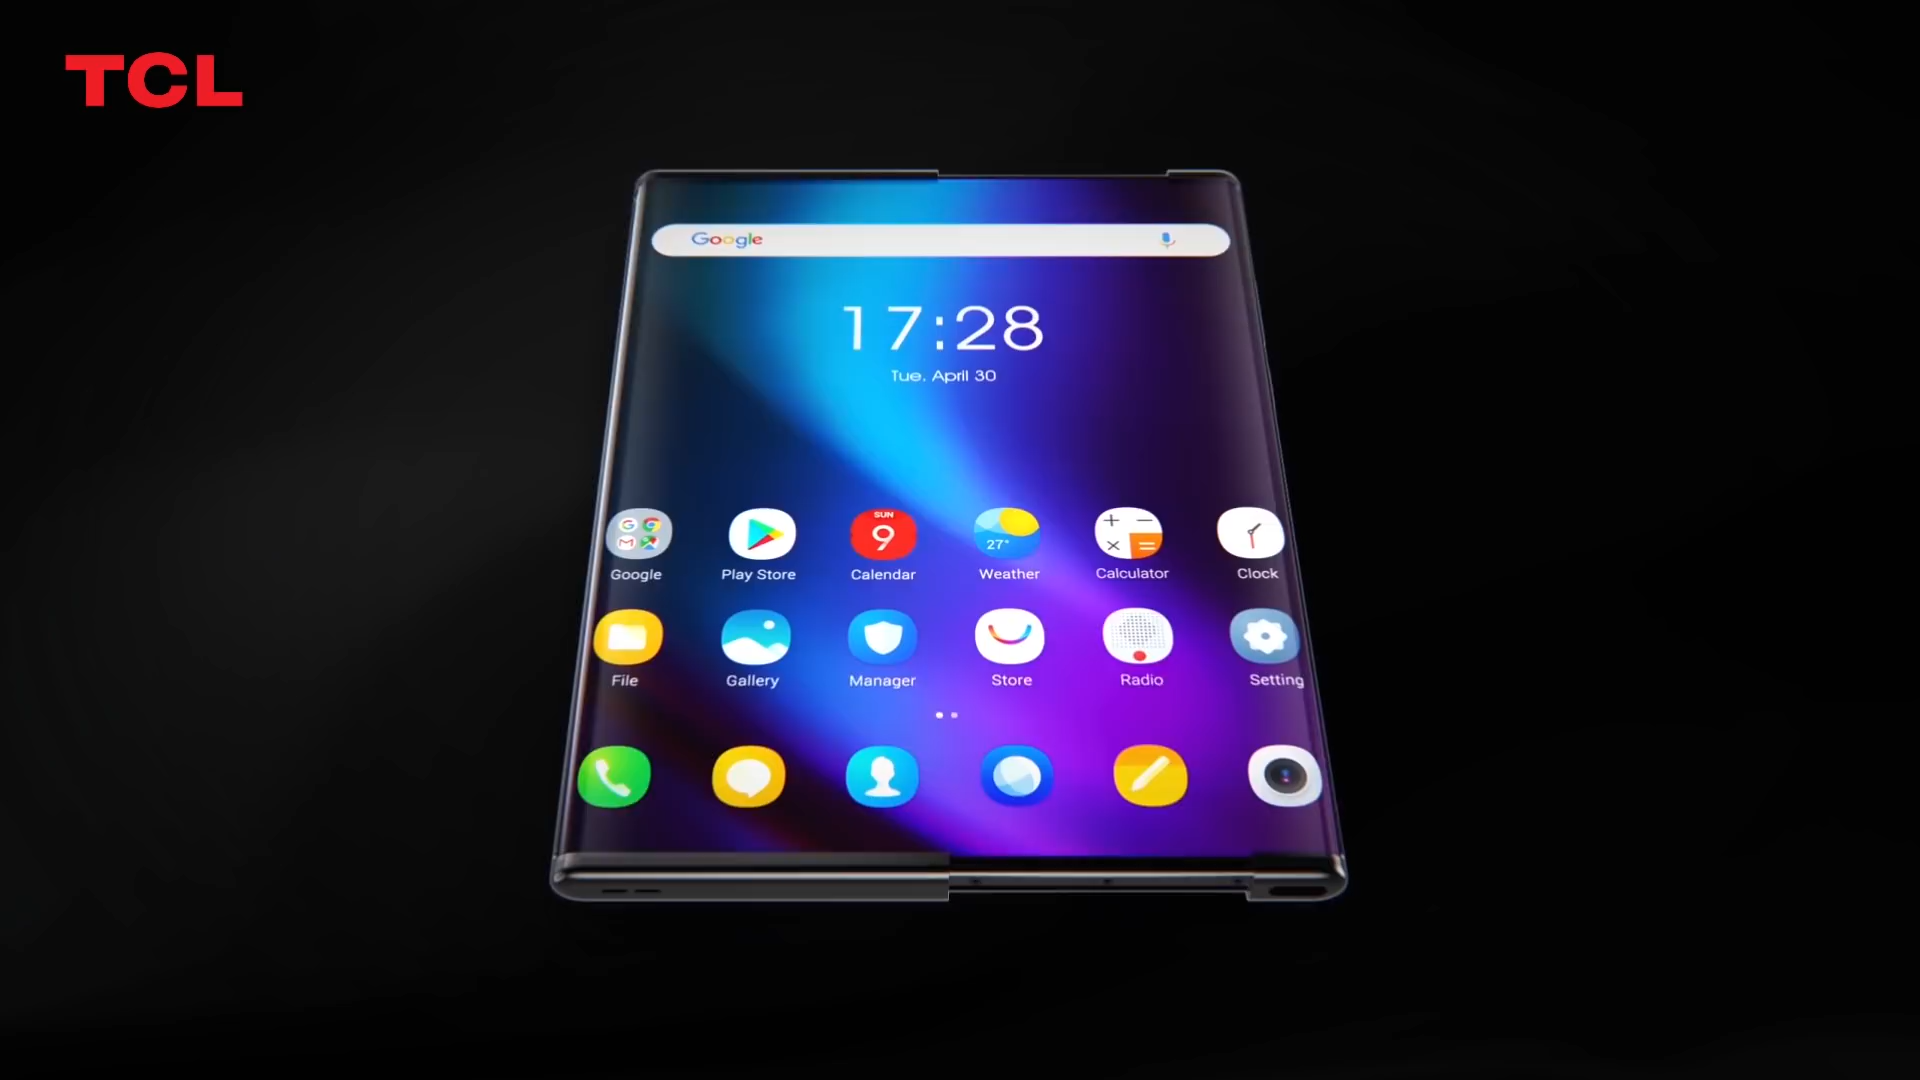 TCL
Google
17:28
Tue. April 30
SUN
9
27°
Google Play Store Calendar Weather Calculator Clock
File Gallery Manager Store Radio Setting